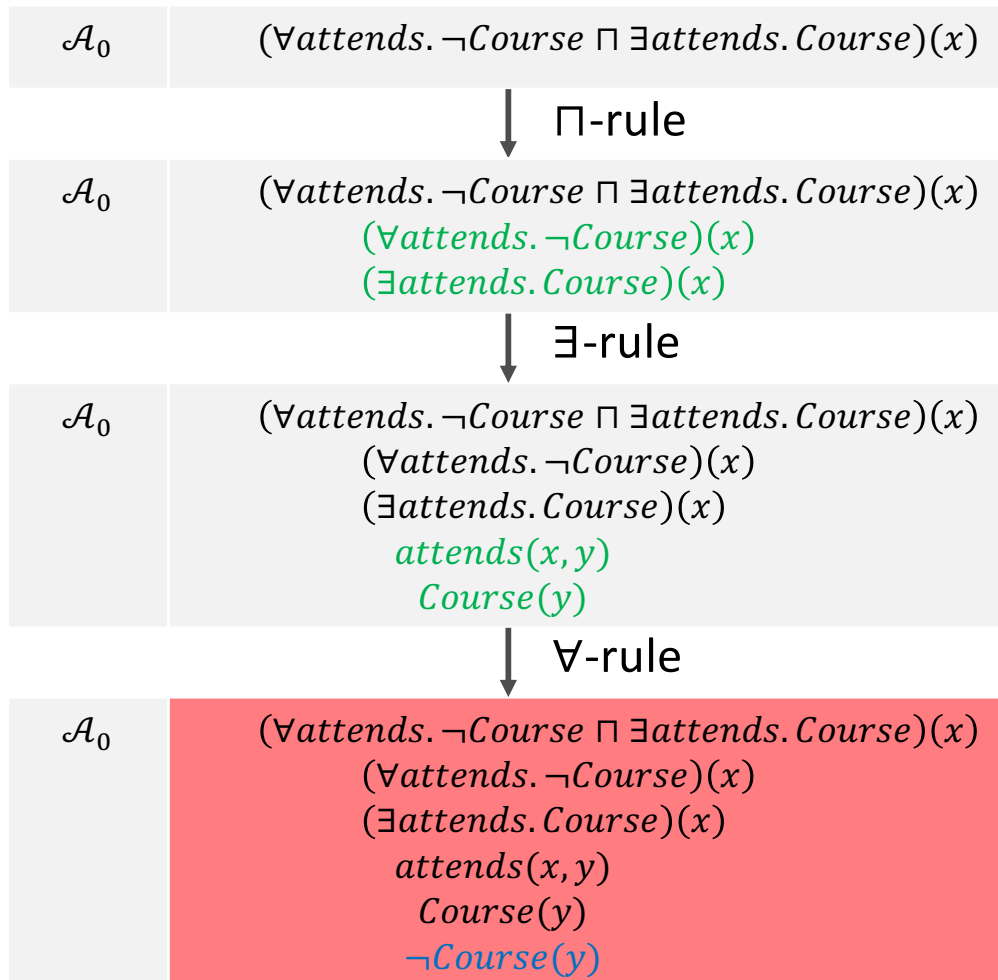 𝒜₀ (∀attends.¬Course ⊓ ∃attends.Course)(x)
⊓-rule
𝒜₀ (∀attends.¬Course ⊓ ∃attends.Course)(x)
(∀attends.¬Course)(x)
(∃attends.Course)(x)
∃-rule
𝒜₀ (∀attends.¬Course ⊓ ∃attends.Course)(x)
(∀attends.¬Course)(x)
(∃attends.Course)(x)
attends(x,y)
Course(y)
∀-rule
𝒜₀ (∀attends.¬Course ⊓ ∃attends.Course)(x)
(∀attends.¬Course)(x)
(∃attends.Course)(x)
attends(x,y)
Course(y)
¬Course(y)